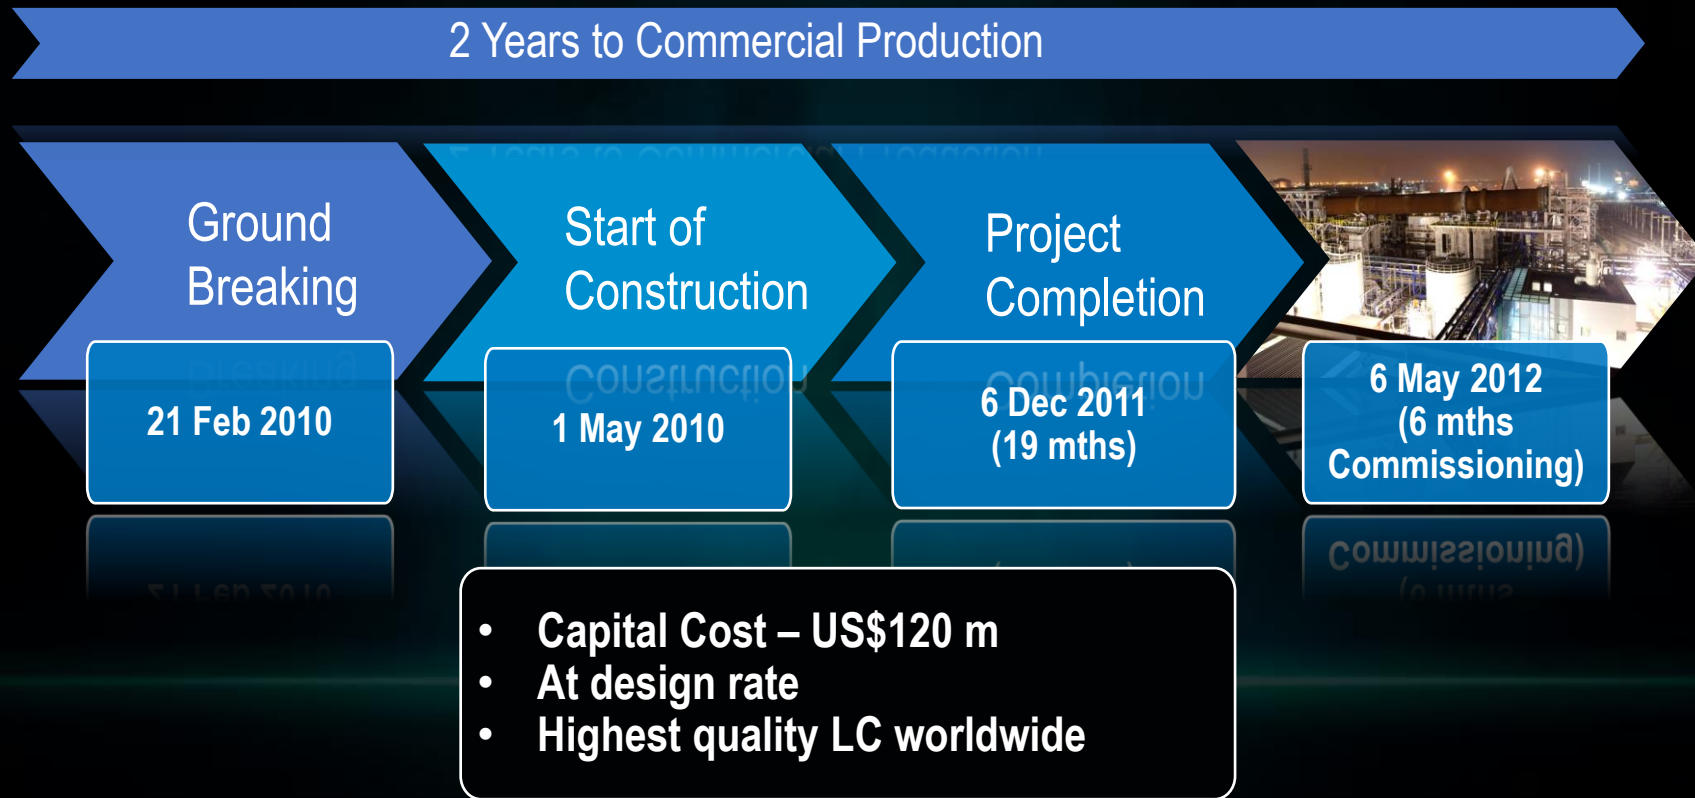 2 Years to Commercial Production
Ground
Breaking
Start of
Construction
Project
Completion
21 Feb 2010
1 May 2010
6 Dec 2011
(19 mths)
6 May 2012
(6 mths
Commissioning)
• Capital Cost – US$120 m
• At design rate
• Highest quality LC worldwide